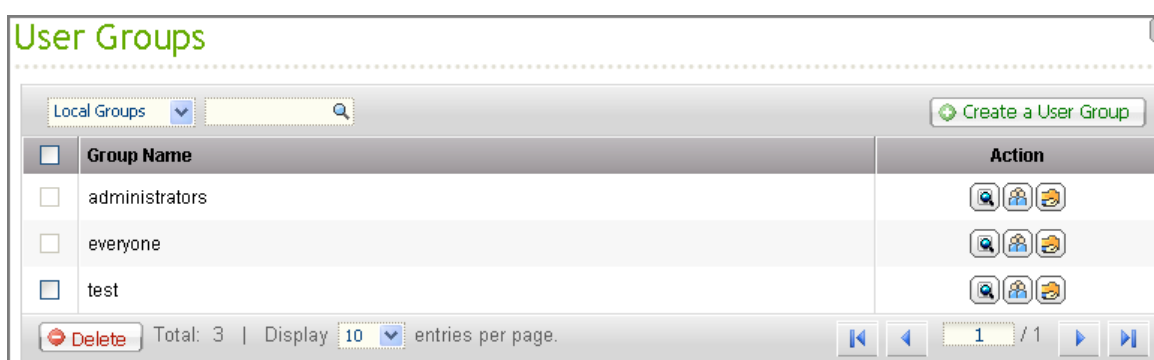 User Groups
Local Groups Create a User Group
Group Name Action
administrators
everyone
test
Delete Total: 3 | Display 10 entries per page. 1 / 1